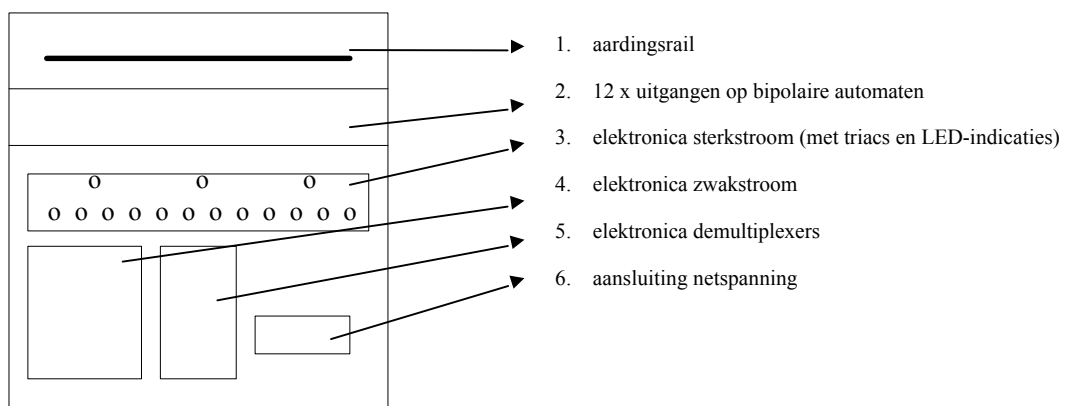 1. aardingsrail
2. 12 x uitgangen op bipolaire automaten
3. elektronica sterkstroom (met triacs en LED-indicaties)
o o o
4. elektronica zwakstroom
o o o o o o o o o o o o
5. elektronica demultiplexers
6. aansluiting netspanning